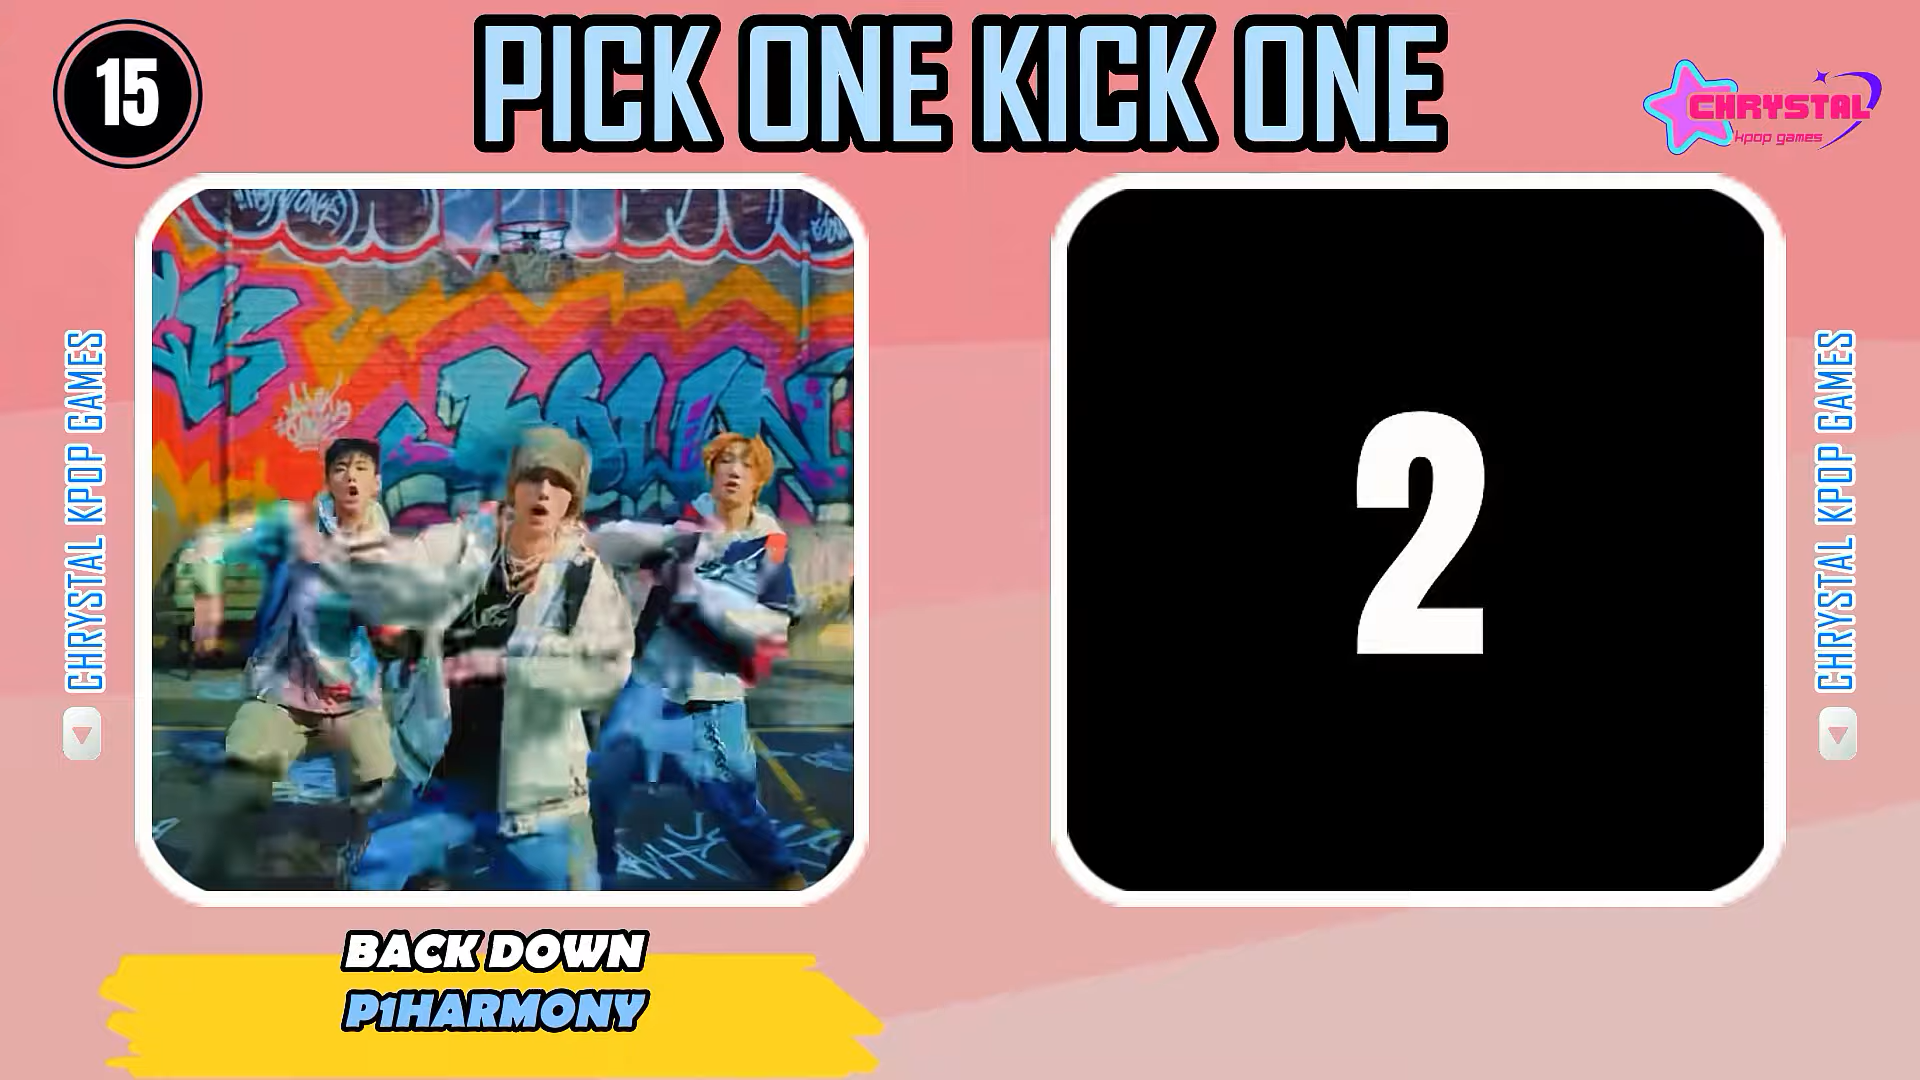 15
PICK ONE KICK ONE
CHRYSTAL
kpop games
CHRYSTAL KPOP GAMES
2
CHRYSTAL KPOP GAMES
BACK DOWN
P1HARMONY